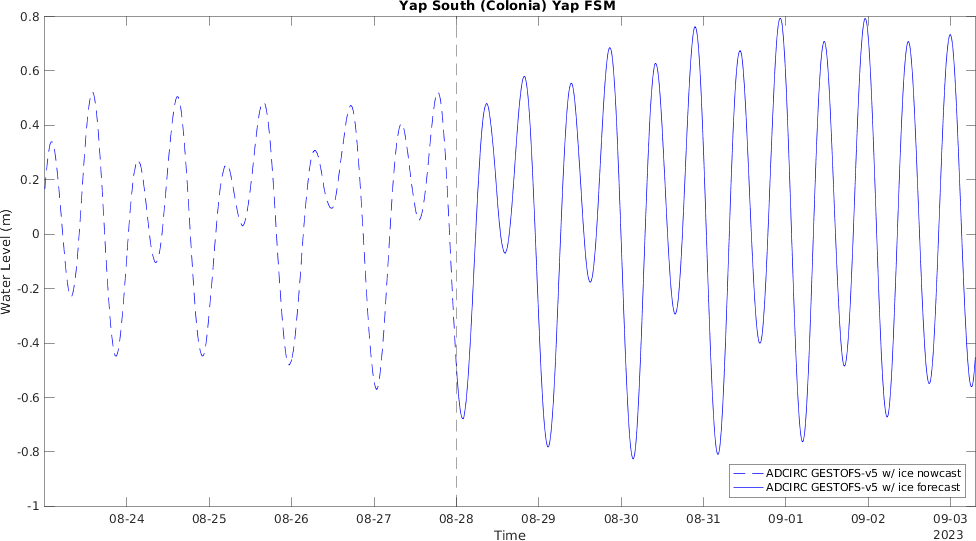 Yap South (Colonia) Yap FSM
0.8
0.6
0.4
0.2
0
-0.2
-0.4
-0.6
-0.8
-1
Water Level (m)
ADCIRC GESTOFS-v5 w/ ice nowcast
ADCIRC GESTOFS-v5 w/ ice forecast
08-24 08-25 08-26 08-27 08-28 08-29 08-30 08-31 09-01 09-02 09-03
Time
2023